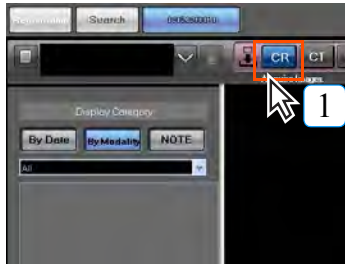 Search
CR CT
1
Display Category
By Date By Modality NOTE
All